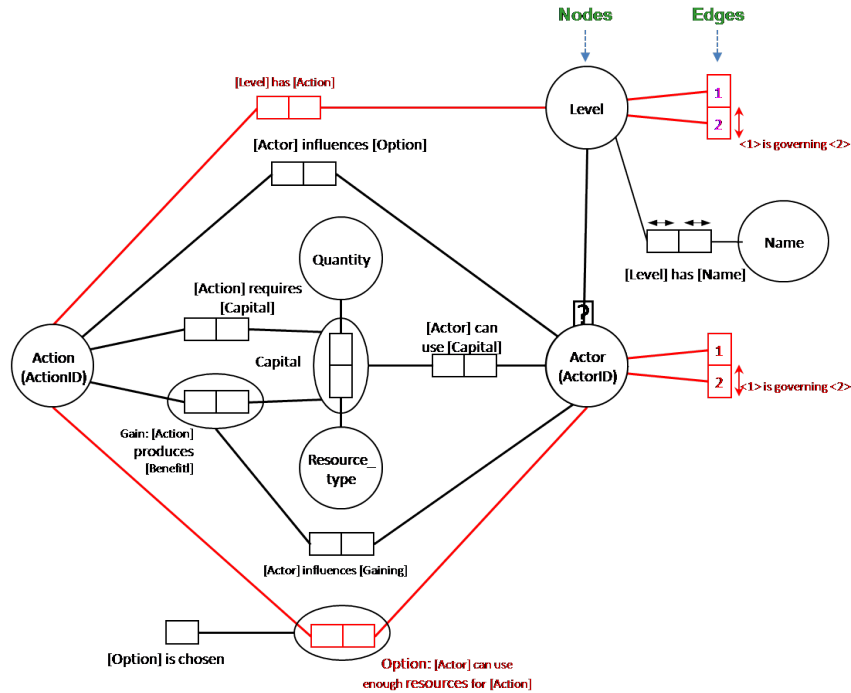 Nodes
Edges
[Level] has [Action]
Level
1
2
<1> is governing <2>
[Actor] influences [Option]
Quantity
Name
[Level] has [Name]
[Action] requires
[Capital]
[Actor] can
use [Capital]
?
Action
(ActionID)
Capital
Actor
(ActorID)
1
2
<1> is governing <2>
Gain: [Action]
produces
[Benefitl]
Resource_
type
[Actor] influences [Gaining]
[Option] is chosen
Option: [Actor] can use
enough resources for [Action]